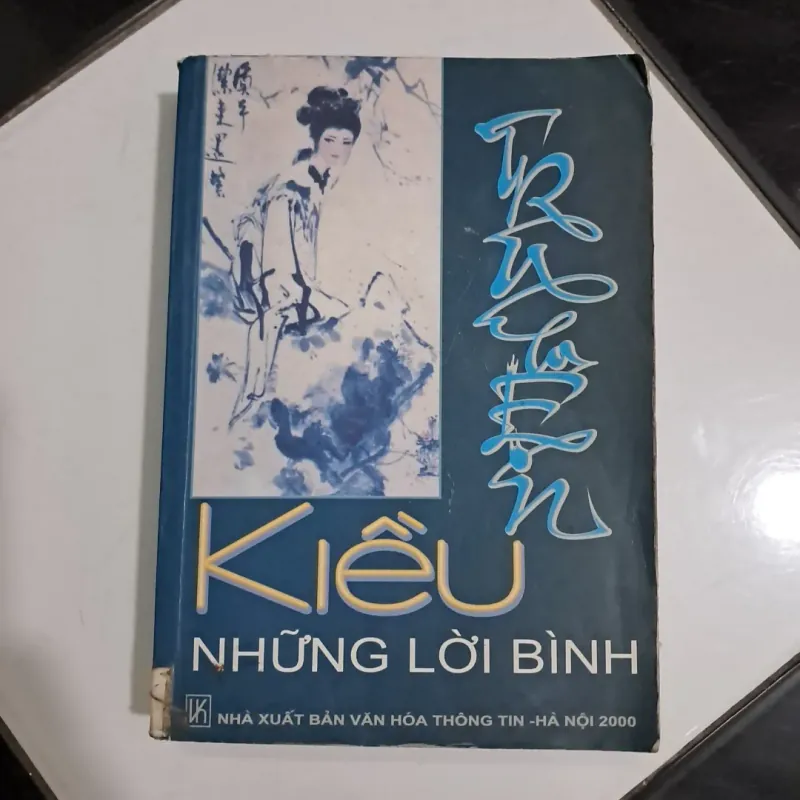 TRUYỆN
KIỀU
NHỮNG LỜI BÌNH
NHÀ XUẤT BẢN VĂN HÓA THÔNG TIN -HÀ NỘI 2000